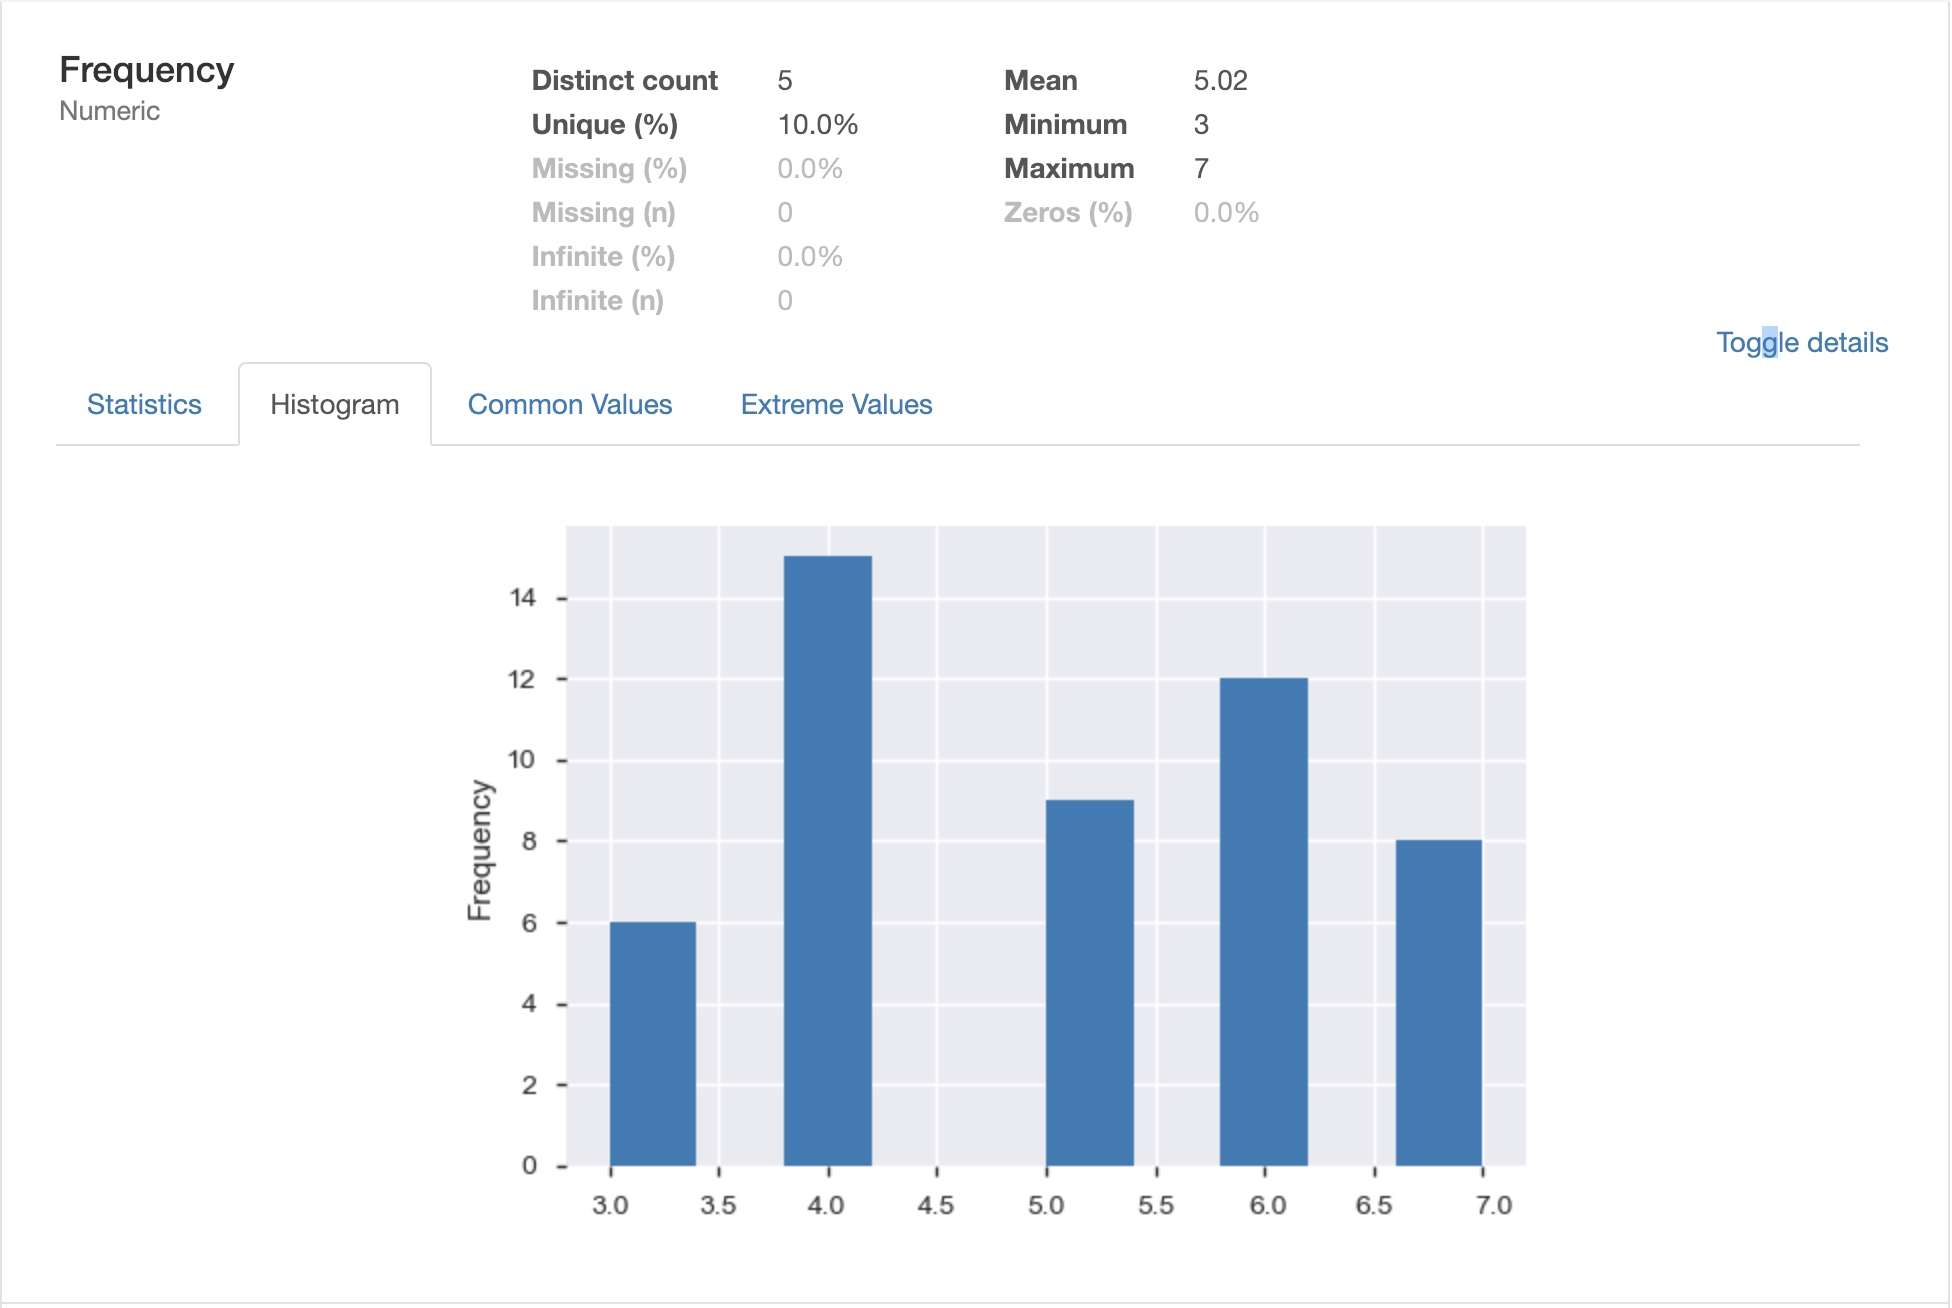 Frequency
Numeric
Distinct count 5
Unique (%) 10.0%
Missing (%) 0.0%
Missing (n) 0
Infinite (%) 0.0%
Infinite (n) 0
Mean 5.02
Minimum 3
Maximum 7
Zeros (%) 0.0%
Toggle details
Statistics Histogram Common Values Extreme Values
Frequency
14
12
10
8
6
4
2
0
3.0 3.5 4.0 4.5 5.0 5.5 6.0 6.5 7.0